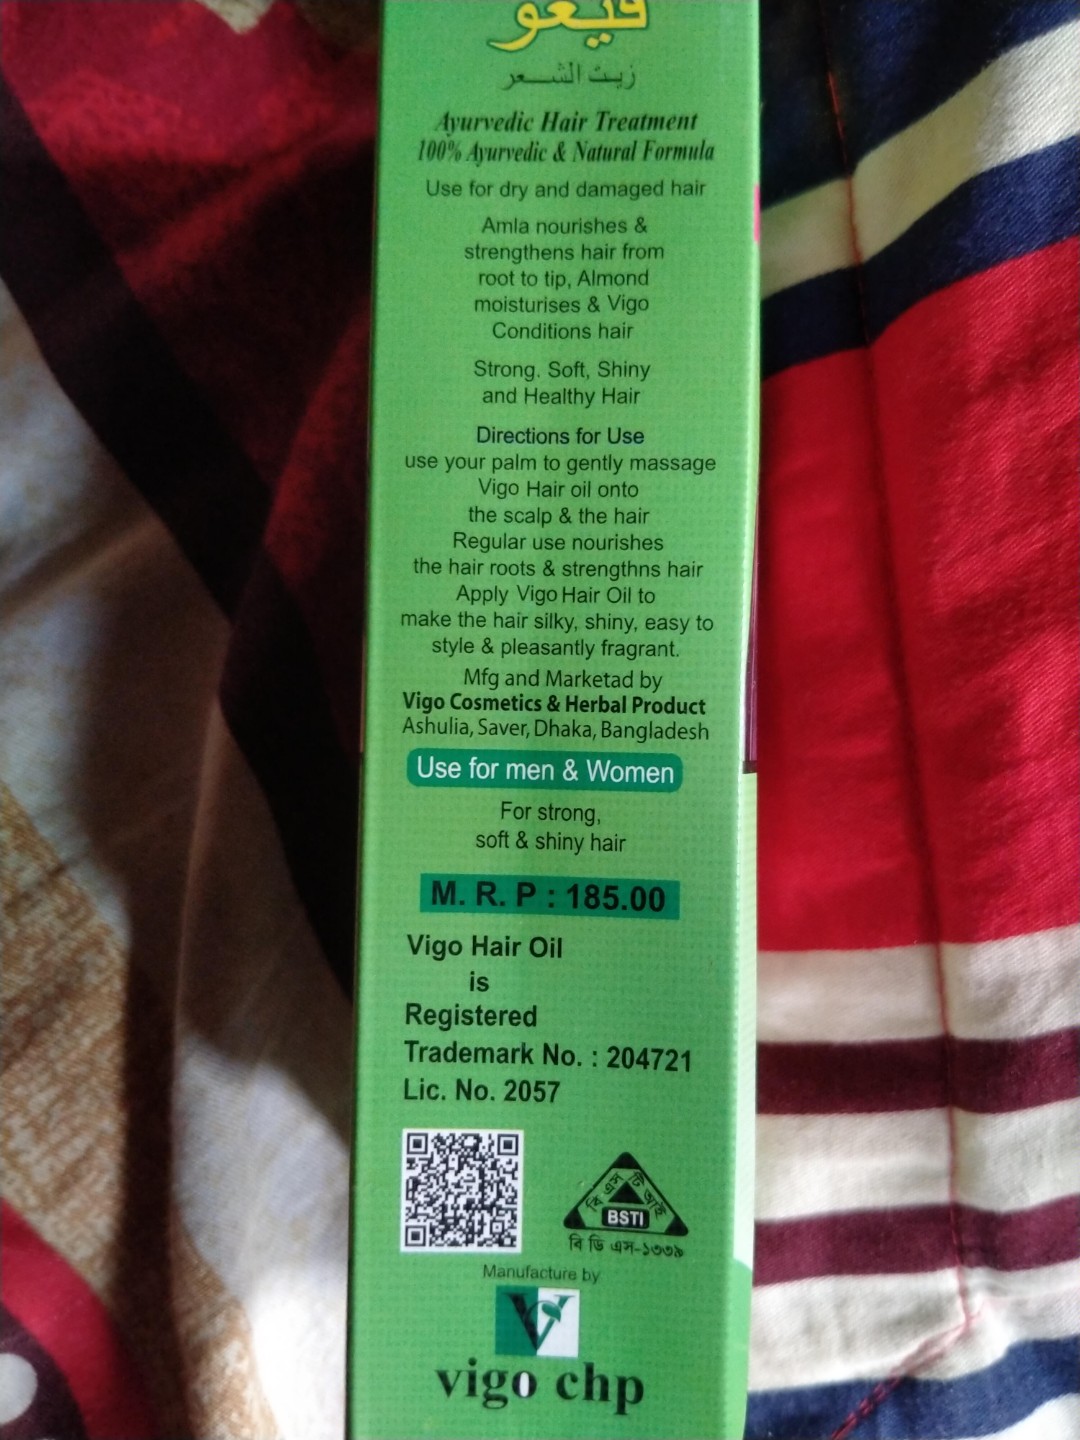 فيغو
زيت الشعر
Ayurvedic Hair Treatment
100% Ayurvedic & Natural Formula
Use for dry and damaged hair
Amla nourishes &
strengthens hair from
root to tip, Almond
moisturises & Vigo
Conditions hair
Strong. Soft, Shiny
and Healthy Hair
Directions for Use
use your palm to gently massage
Vigo Hair oil onto
the scalp & the hair
Regular use nourishes
the hair roots & strengthns hair
Apply Vigo Hair Oil to
make the hair silky, shiny, easy to
style & pleasantly fragrant.
Mfg and Marketad by
Vigo Cosmetics & Herbal Product
Ashulia, Saver, Dhaka, Bangladesh
Use for men & Women
For strong,
soft & shiny hair
M. R. P : 185.00
Vigo Hair Oil
is
Registered
Trademark No. : 204721
Lic. No. 2057
বি এস টি আই
BSTI
বি ডি এস-১৩৩৯
Manufacture by
V
vigo chp